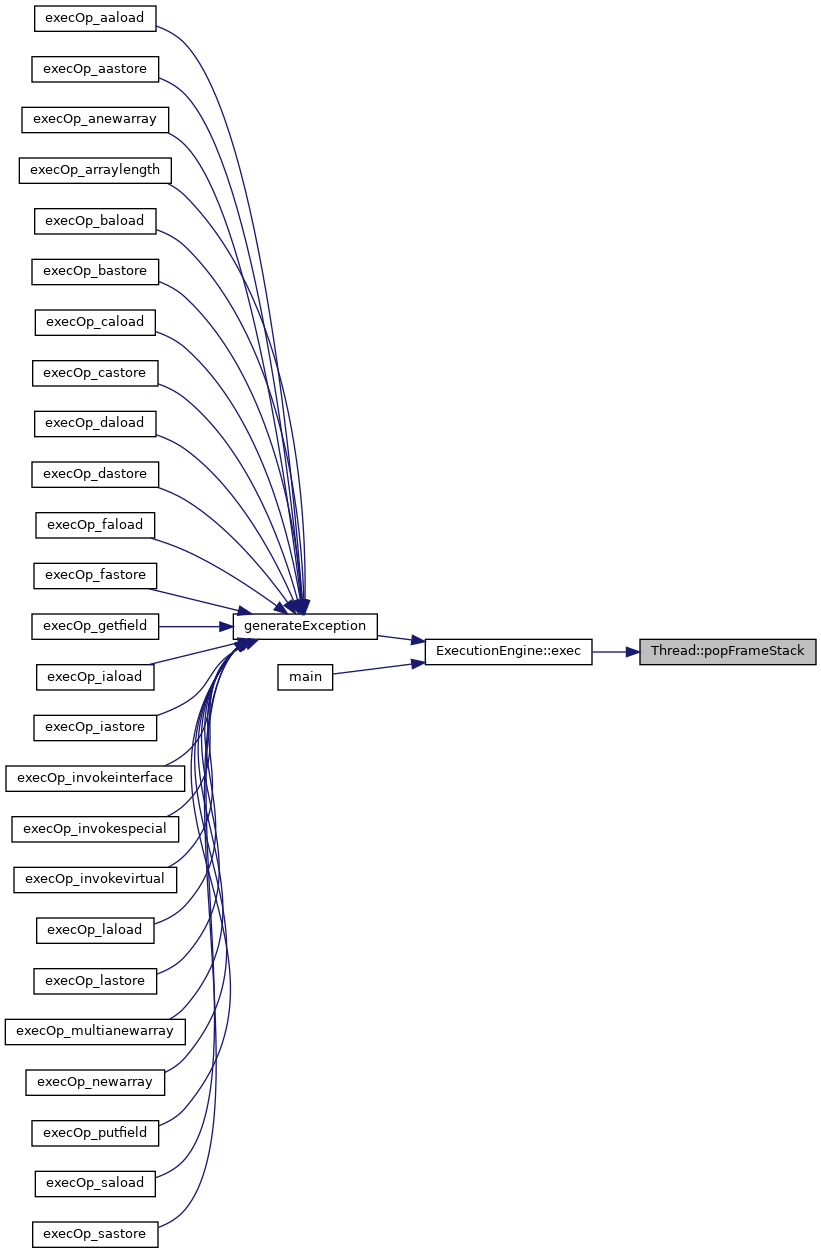 execOp_aaload
execOp_aastore
execOp_anewarray
execOp_arraylength
execOp_baload
execOp_bastore
execOp_caload
execOp_castore
execOp_daload
execOp_dastore
execOp_faload
execOp_fastore
execOp_getfield
generateException
ExecutionEngine::exec
Thread::popFrameStack
execOp_iaload
main
execOp_iastore
execOp_invokeinterface
execOp_invokespecial
execOp_invokevirtual
execOp_laload
execOp_lastore
execOp_multianewarray
execOp_newarray
execOp_putfield
execOp_saload
execOp_sastore